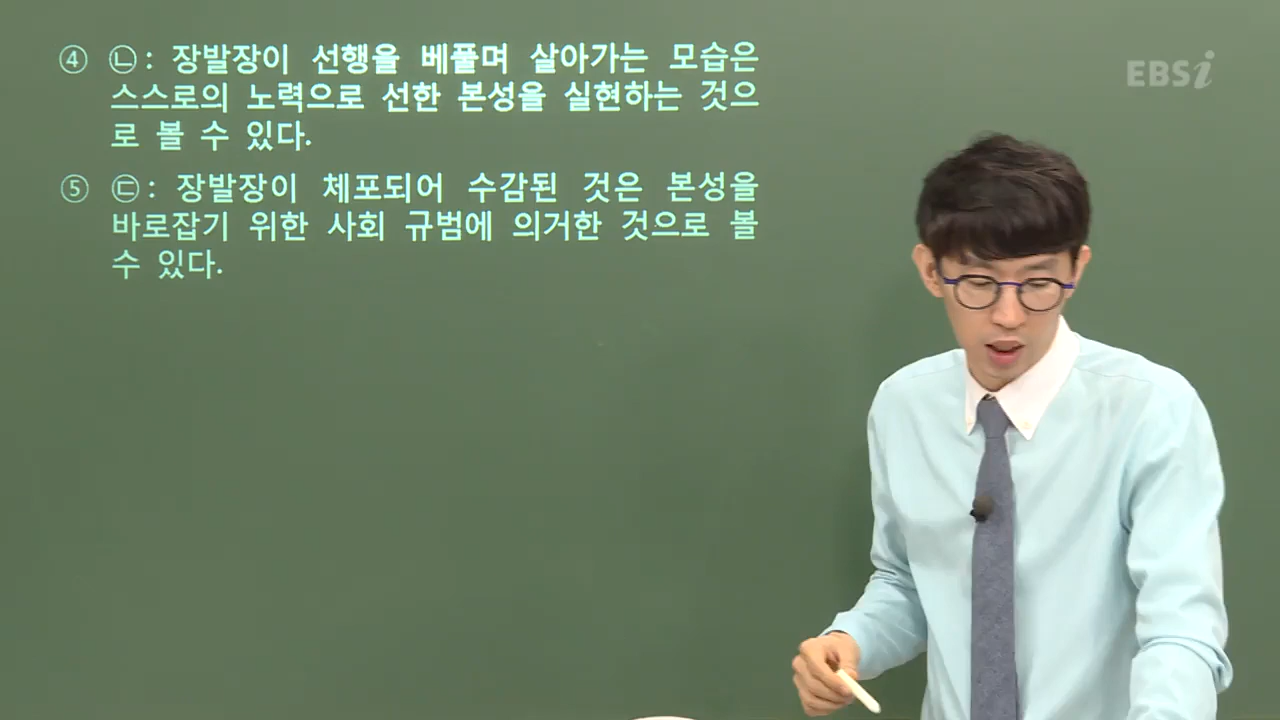 ④ ㉡: 장발장이 선행을 베풀며 살아가는 모습은
스스로의 노력으로 선한 본성을 실현하는 것으
로 볼 수 있다.
⑤ ㉢: 장발장이 체포되어 수감된 것은 본성을
바로잡기 위한 사회 규범에 의거한 것으로 볼
수 있다.
EBSi